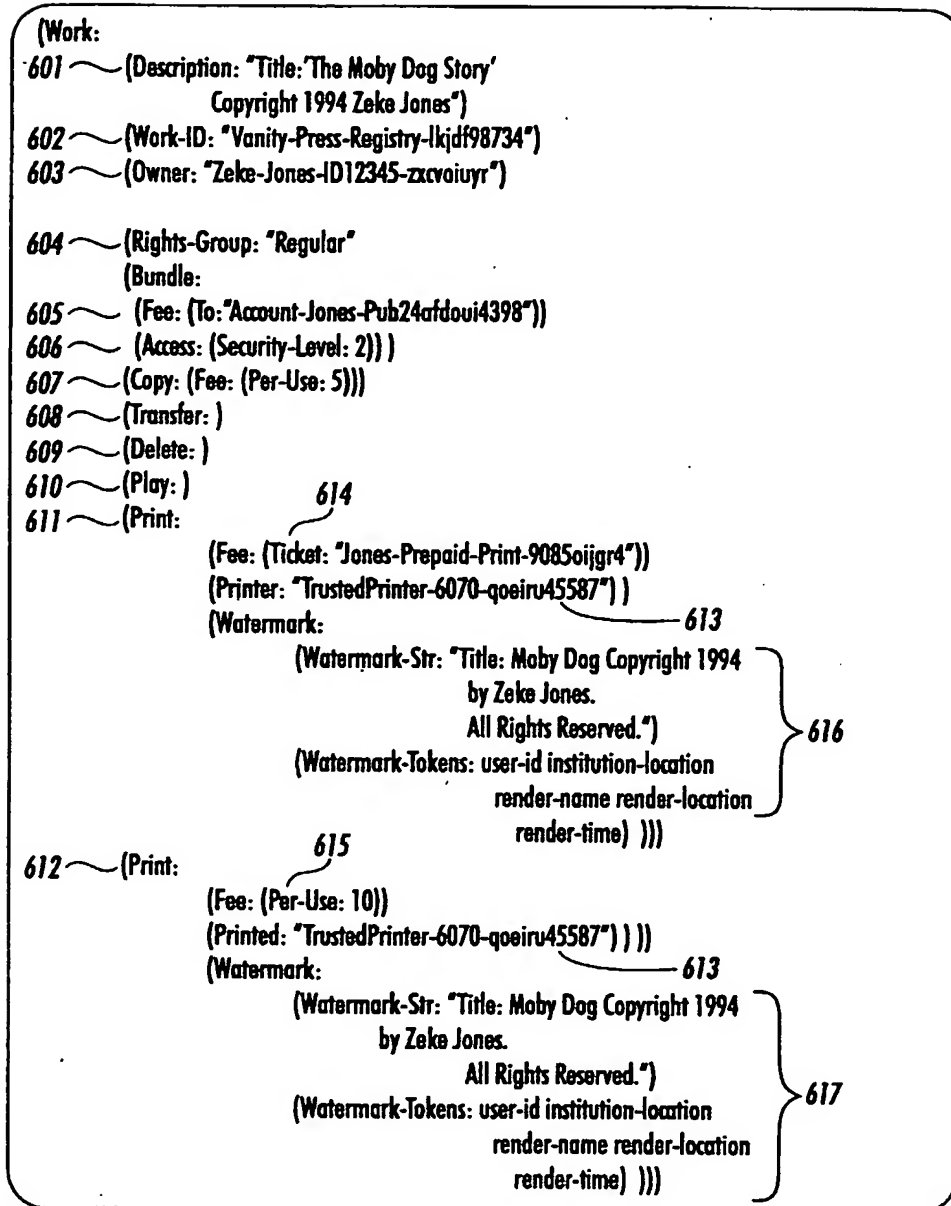 (Work:
601 (Description: "Title:'The Moby Dog Story'
Copyright 1994 Zeke Jones")
602 (Work-ID: "Vanity-Press-Registry-lkjdf98734")
603 (Owner: "Zeke-Jones-ID12345-zxcvoiuyr")
604 (Rights-Group: "Regular"
(Bundle:
605 (Fee: (To:"Account-Jones-Pub24afdoui4398"))
606 (Access: (Security-Level: 2)))
607 (Copy: (Fee: (Per-Use: 5)))
608 (Transfer: )
609 (Delete: )
610 (Play: )
614
611 (Print:
(Fee: (Ticket: "Jones-Prepaid-Print-9085oijgr4"))
(Printer: "TrustedPrinter-6070-qoeiru45587") )
(Watermark: 613
(Watermark-Str: "Title: Moby Dog Copyright 1994
by Zeke Jones.
All Rights Reserved.") 616
(Watermark-Tokens: user-id institution-location
render-name render-location
render-time) )))
615
612 (Print:
(Fee: (Per-Use: 10))
(Printed: "TrustedPrinter-6070-qoeiru45587") ) ))
(Watermark: 613
(Watermark-Str: "Title: Moby Dog Copyright 1994
by Zeke Jones.
All Rights Reserved.") 617
(Watermark-Tokens: user-id institution-location
render-name render-location
render-time) )))